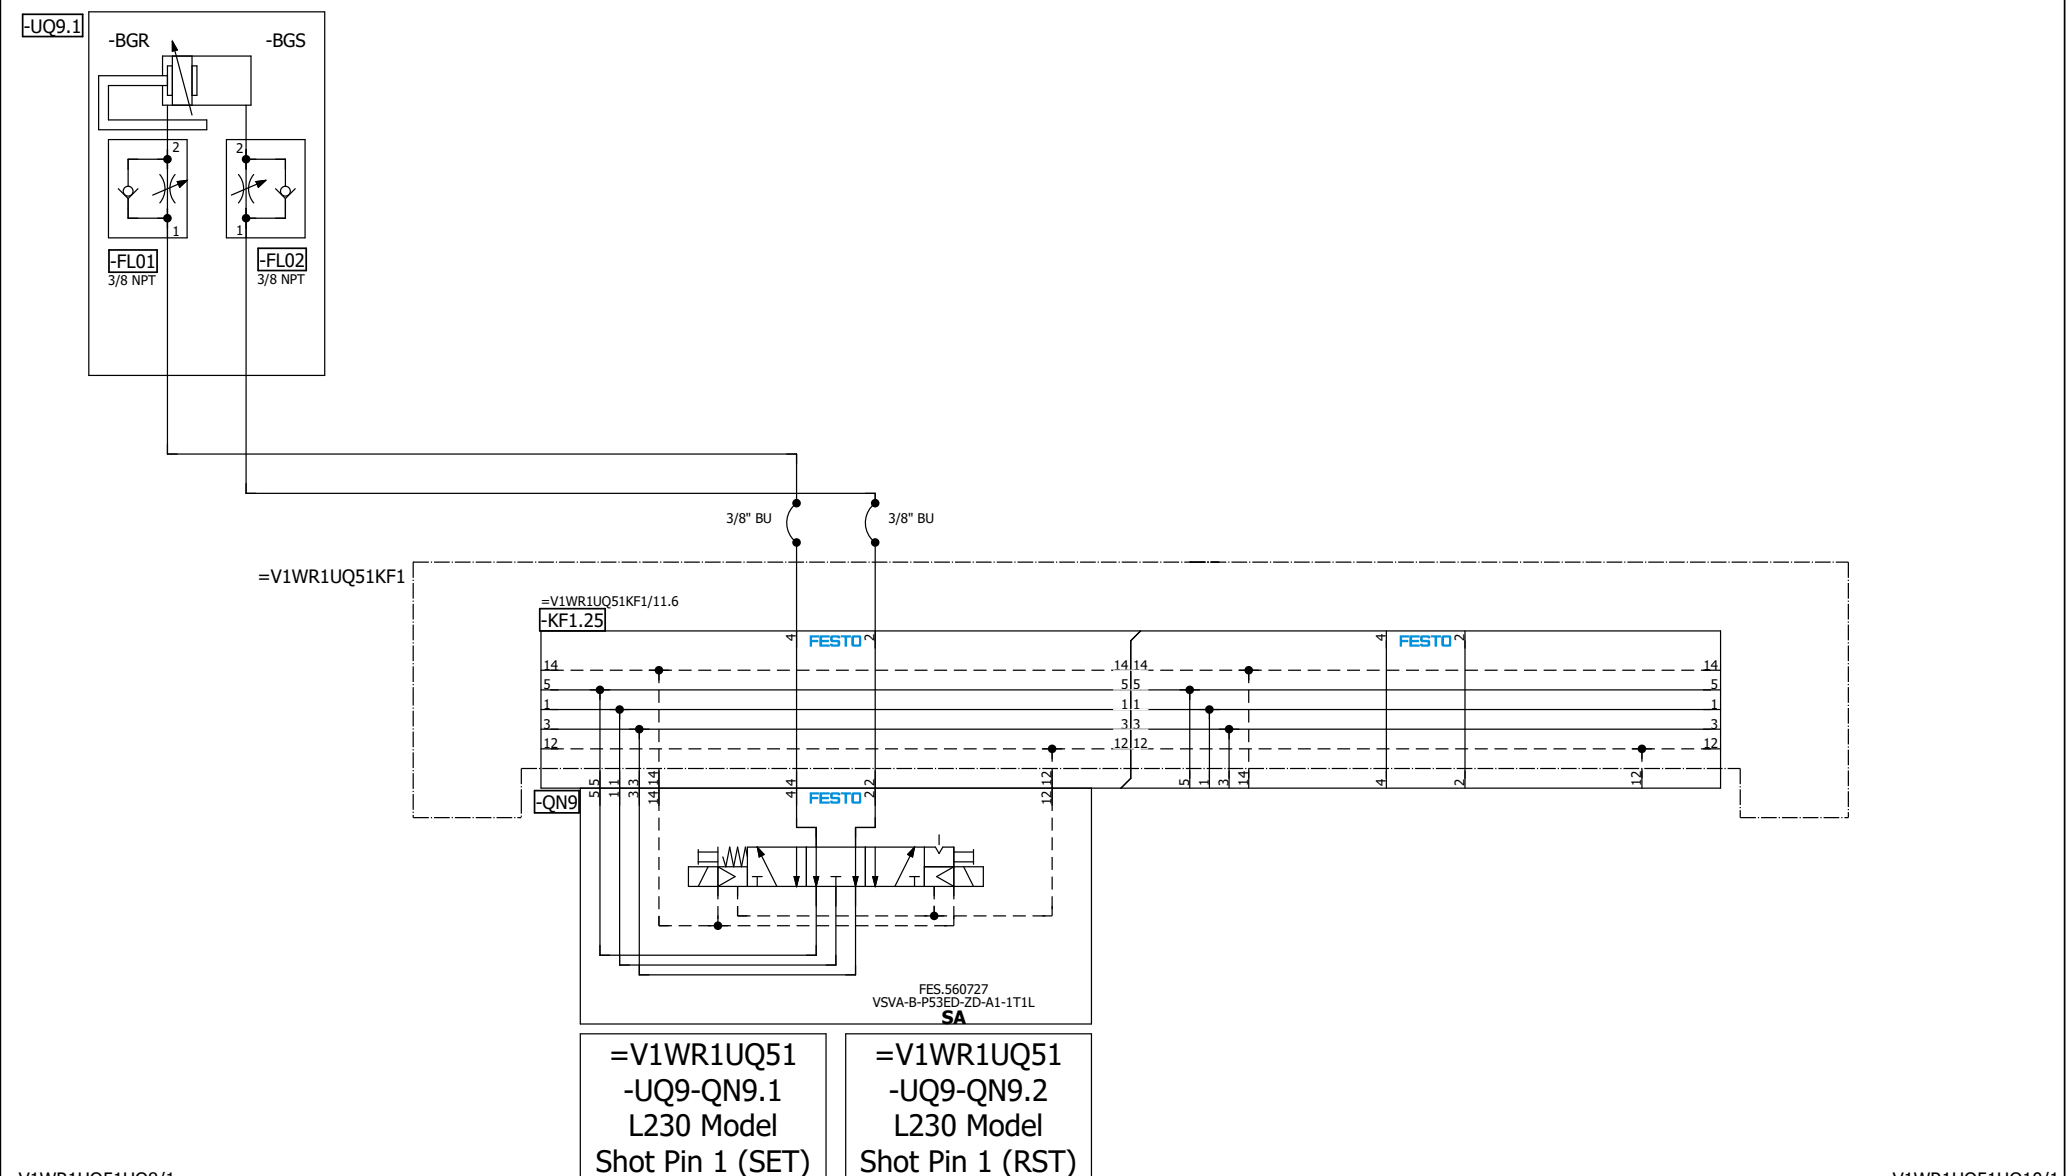 -UQ9.1
-BGR
-BGS
2
2
1
1
-FL01
3/8 NPT
-FL02
3/8 NPT
3/8" BU
3/8" BU
=V1WR1UQ51KF1
=V1WR1UQ51KF1/11.6
-KF1.25
4 FESTO 2
4 FESTO 2
14 14 14 14
5 5 5 5
1 1 1 1
3 3 3 3
12 12 12 12
5 1 3 14 4 2 12
5 1 3 14 4 2 12
-QN9
5 1 3 14 4 FESTO 2 12
FES.560727
VSVA-B-P53ED-ZD-A1-1T1L
SA
=V1WR1UQ51
-UQ9-QN9.1
L230 Model
Shot Pin 1 (SET)
=V1WR1UQ51
-UQ9-QN9.2
L230 Model
Shot Pin 1 (RST)